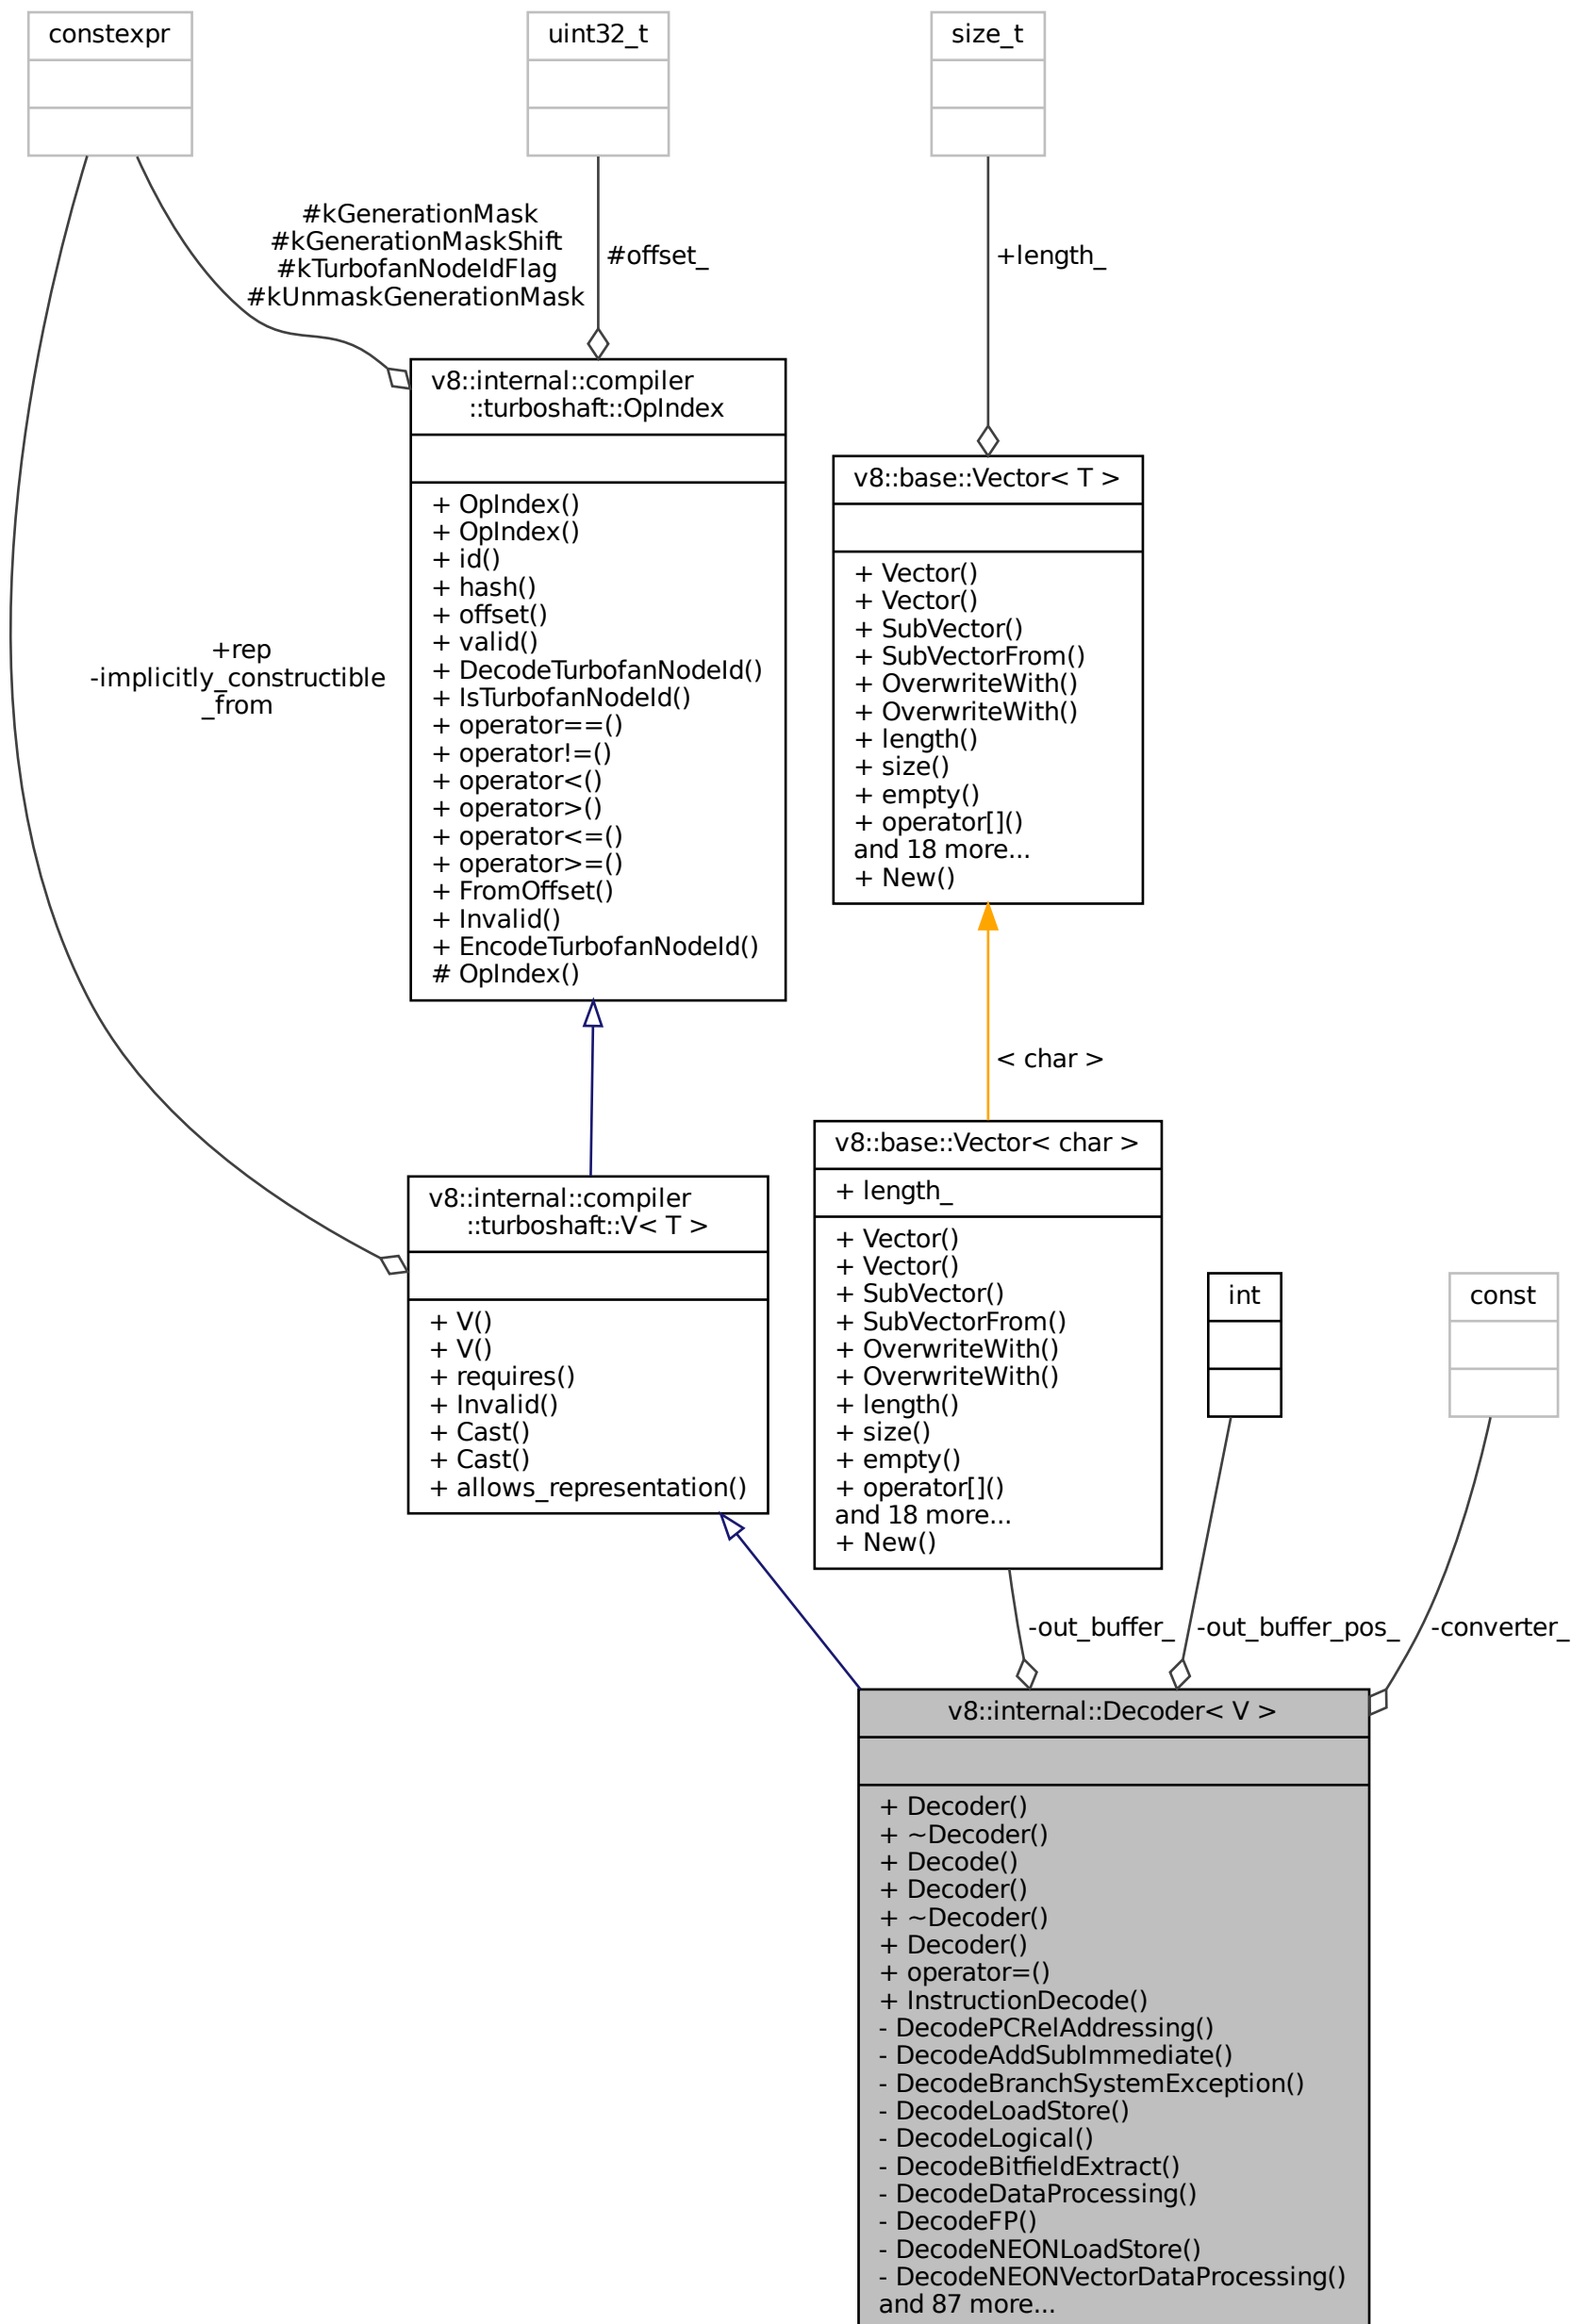 constexpr
uint32_t
size_t
#kGenerationMask
#kGenerationMaskShift
#kTurbofanNodeIdFlag
#kUnmaskGenerationMask
#offset_
+length_
v8::internal::compiler
::turboshaft::OpIndex
+ OpIndex()
+ OpIndex()
+ id()
+ hash()
+ offset()
+ valid()
+ DecodeTurbofanNodeId()
+ IsTurbofanNodeId()
+ operator==()
+ operator!=()
+ operator<()
+ operator>()
+ operator<=()
+ operator>=()
+ FromOffset()
+ Invalid()
+ EncodeTurbofanNodeId()
# OpIndex()
v8::base::Vector< T >
+ Vector()
+ Vector()
+ SubVector()
+ SubVectorFrom()
+ OverwriteWith()
+ OverwriteWith()
+ length()
+ size()
+ empty()
+ operator[]()
and 18 more...
+ New()
+rep
-implicitly_constructible
_from
< char >
v8::internal::compiler
::turboshaft::V< T >
+ V()
+ V()
+ requires()
+ Invalid()
+ Cast()
+ Cast()
+ allows_representation()
v8::base::Vector< char >
+ length_
+ Vector()
+ Vector()
+ SubVector()
+ SubVectorFrom()
+ OverwriteWith()
+ OverwriteWith()
+ length()
+ size()
+ empty()
+ operator[]()
and 18 more...
+ New()
int
const
-out_buffer_
-out_buffer_pos_
-converter_
v8::internal::Decoder< V >
+ Decoder()
+ ~Decoder()
+ Decode()
+ Decoder()
+ ~Decoder()
+ Decoder()
+ operator=()
+ InstructionDecode()
- DecodePCRelAddressing()
- DecodeAddSubImmediate()
- DecodeBranchSystemException()
- DecodeLoadStore()
- DecodeLogical()
- DecodeBitfieldExtract()
- DecodeDataProcessing()
- DecodeFP()
- DecodeNEONLoadStore()
- DecodeNEONVectorDataProcessing()
and 87 more...